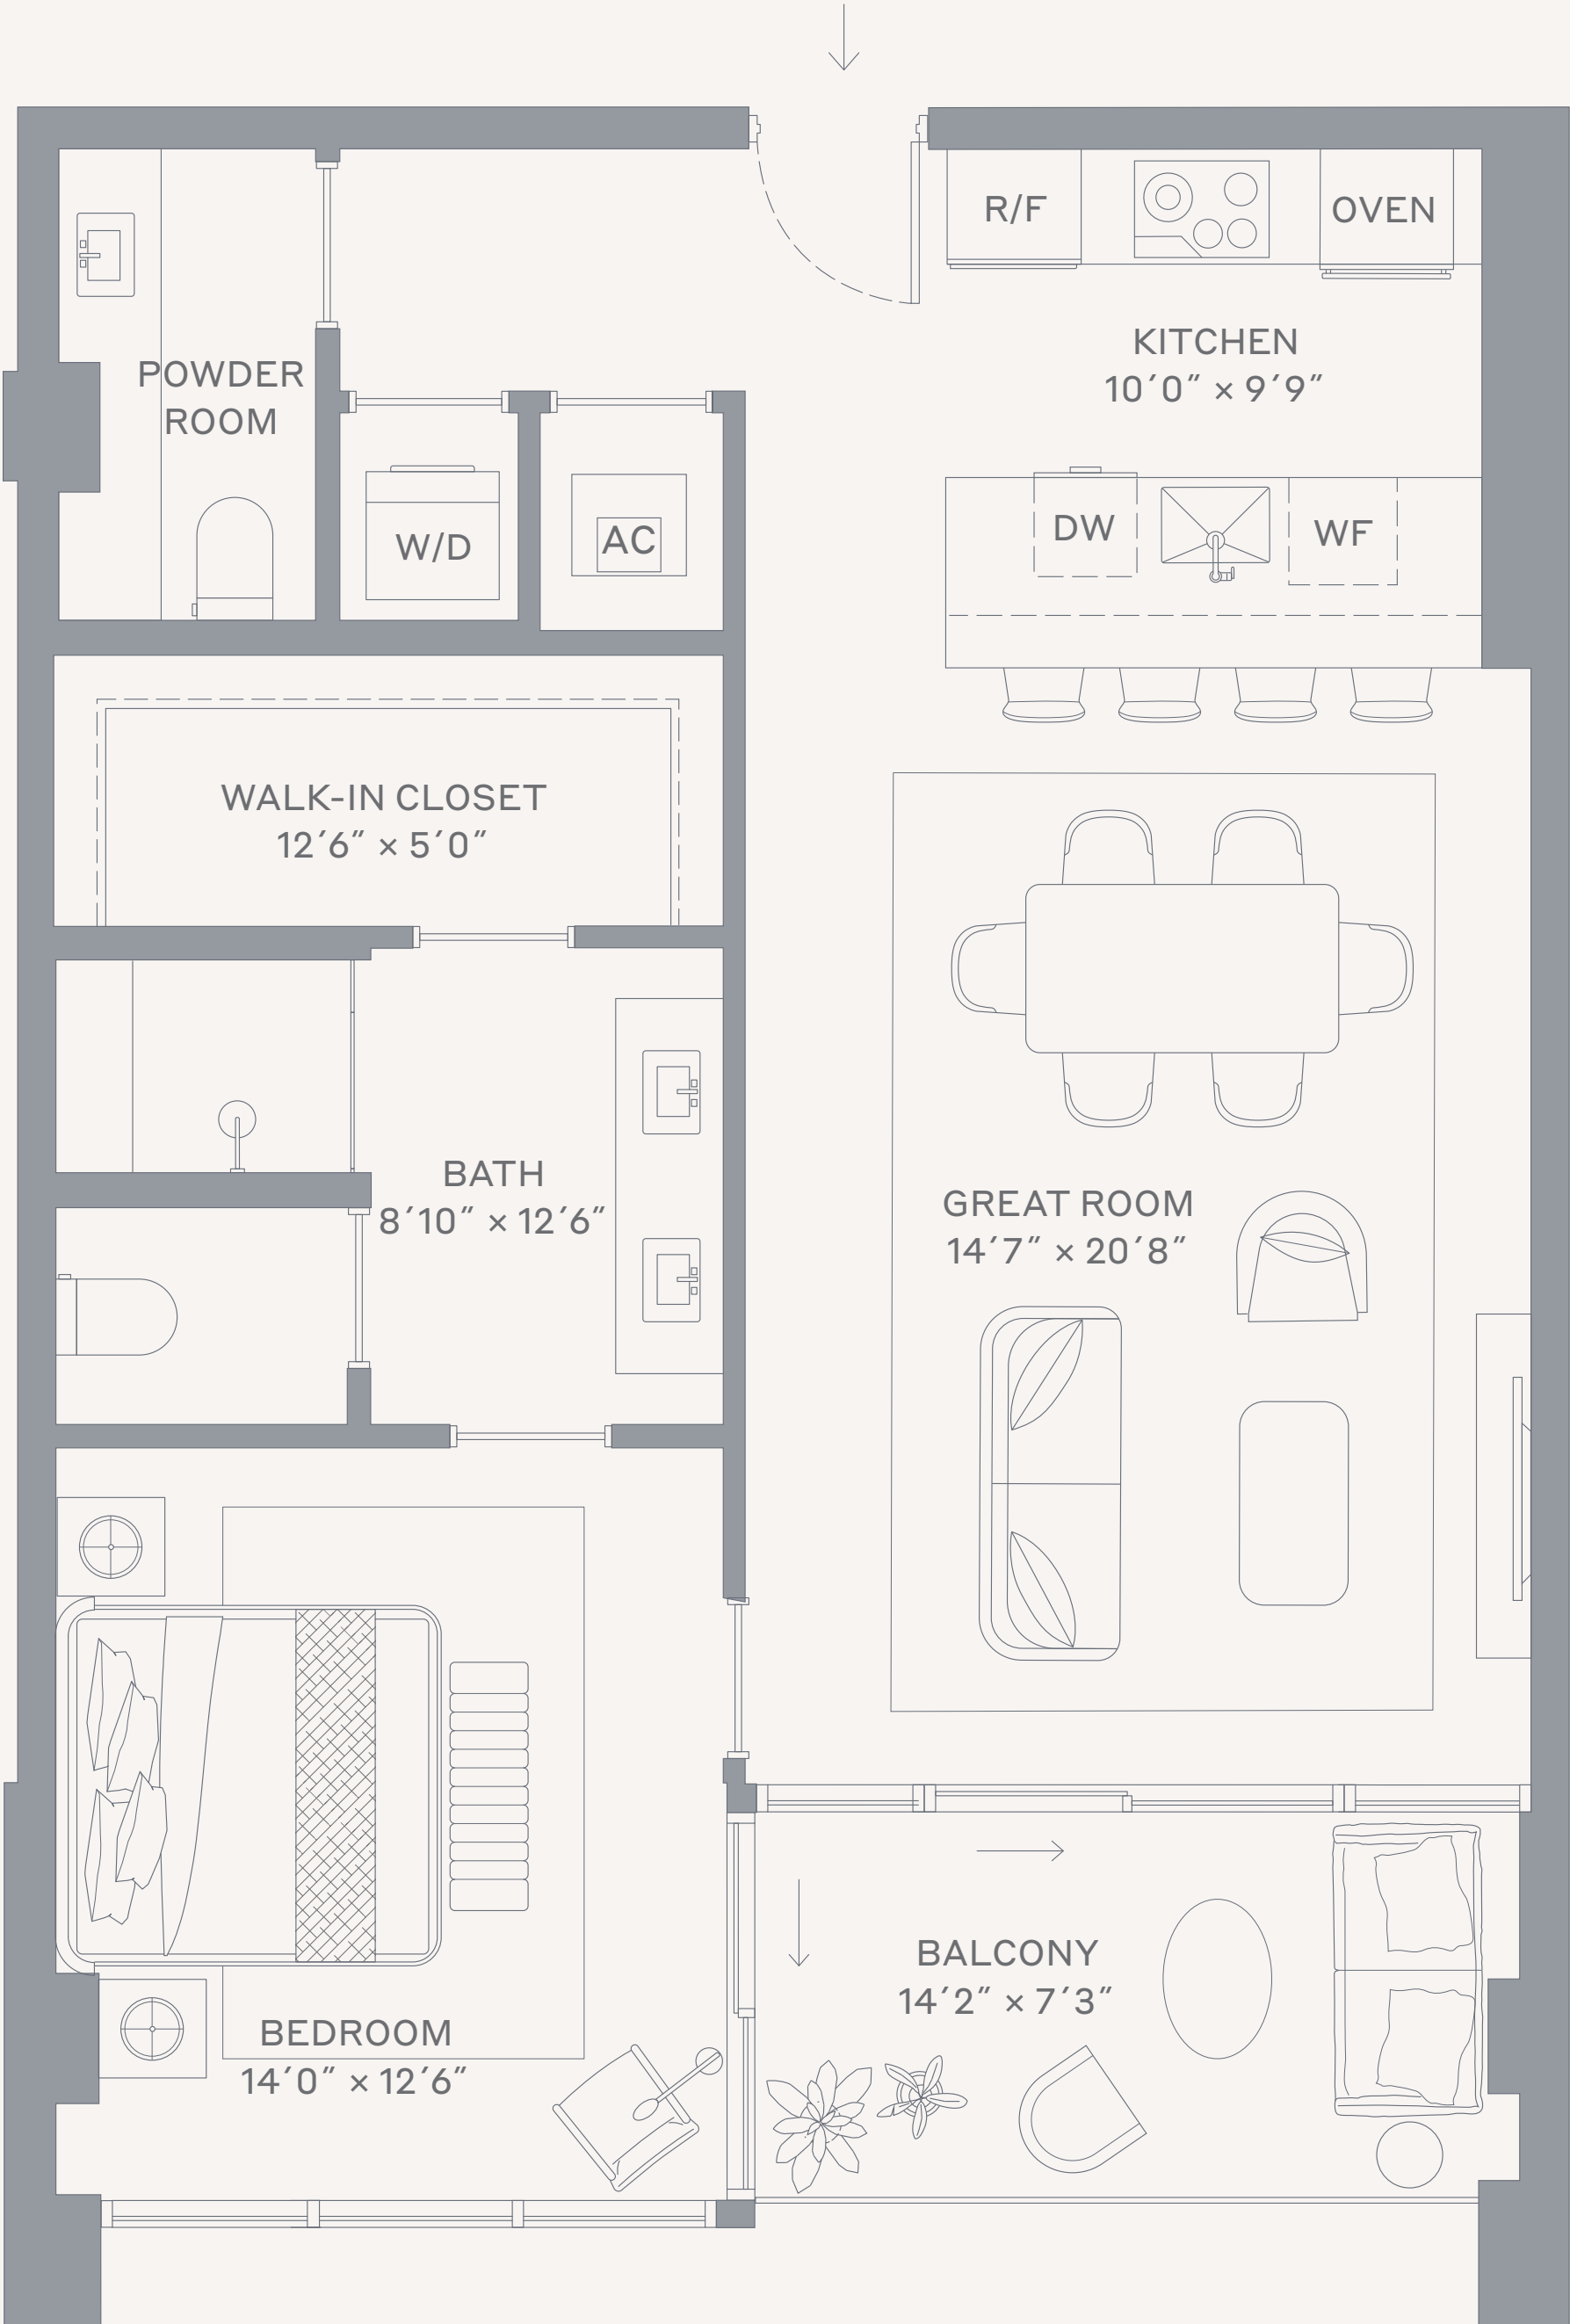 R/F
OVEN
KITCHEN
10´0˝ × 9´9˝
POWDER
ROOM
W/D
AC
DW
WF
WALK-IN CLOSET
12´6˝ × 5´0˝
BATH
8´10˝ × 12´6˝
GREAT ROOM
14´7˝ × 20´8˝
BALCONY
14´2˝ × 7´3˝
BEDROOM
14´0˝ × 12´6˝